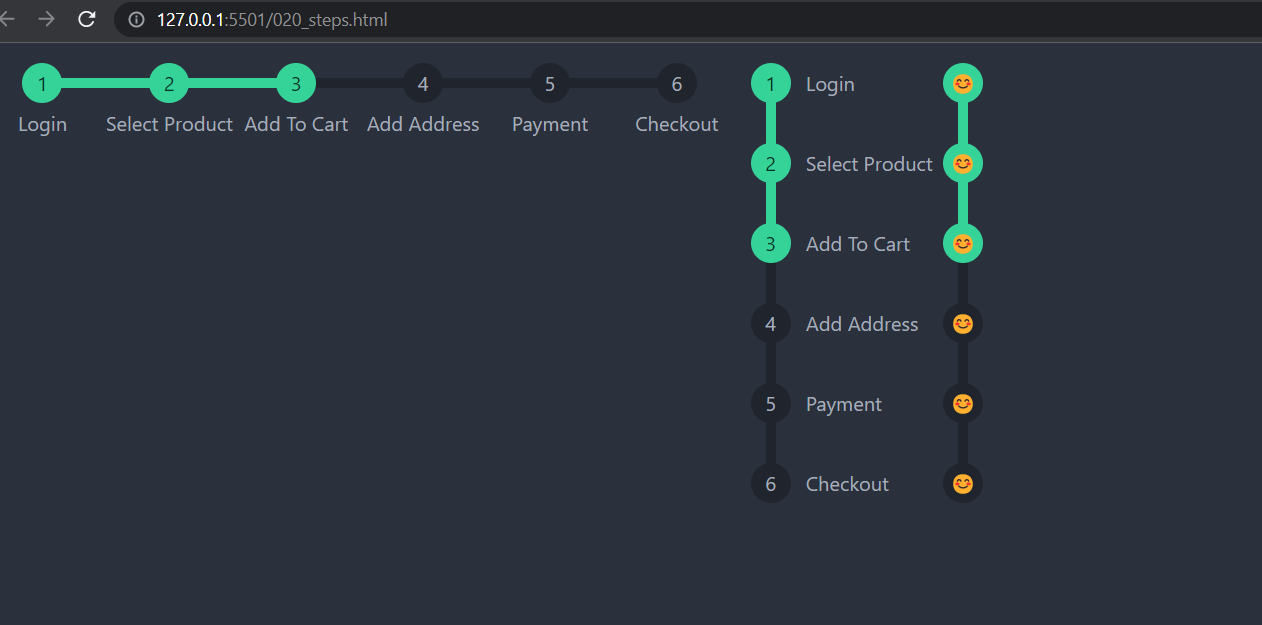 127.0.0.1:5501/020_steps.html
1 2 3 4 5 6
Login Select Product Add To Cart Add Address Payment Checkout
1 Login
2 Select Product
3 Add To Cart
4 Add Address
5 Payment
6 Checkout